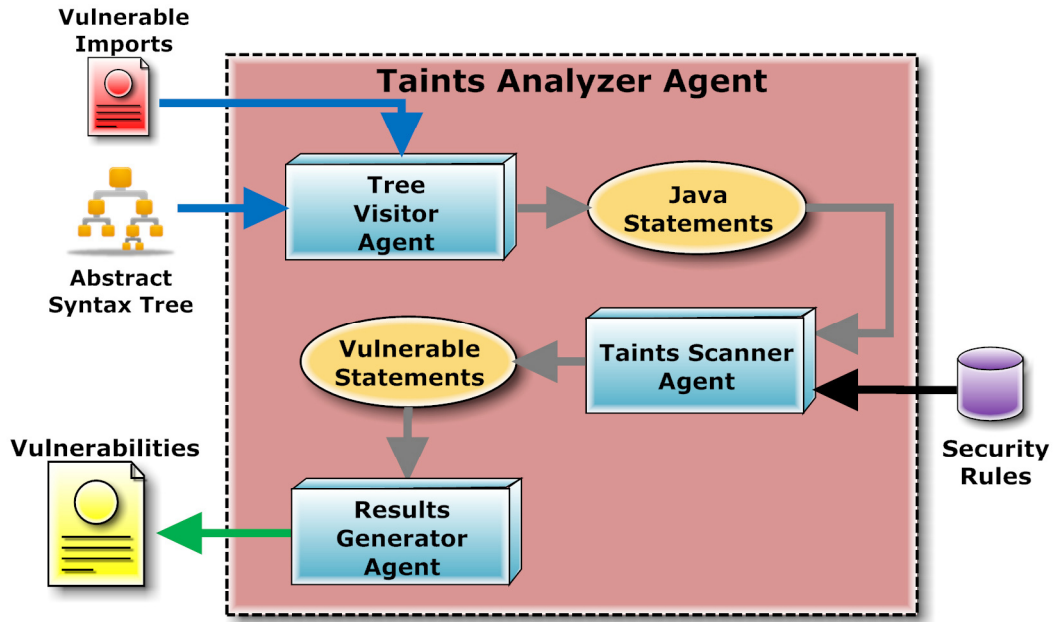 Vulnerable
Imports
Taints Analyzer Agent
Tree
Visitor
Agent
Java
Statements
Abstract
Syntax Tree
Vulnerable
Statements
Taints Scanner
Agent
Security
Rules
Vulnerabilities
Results
Generator
Agent